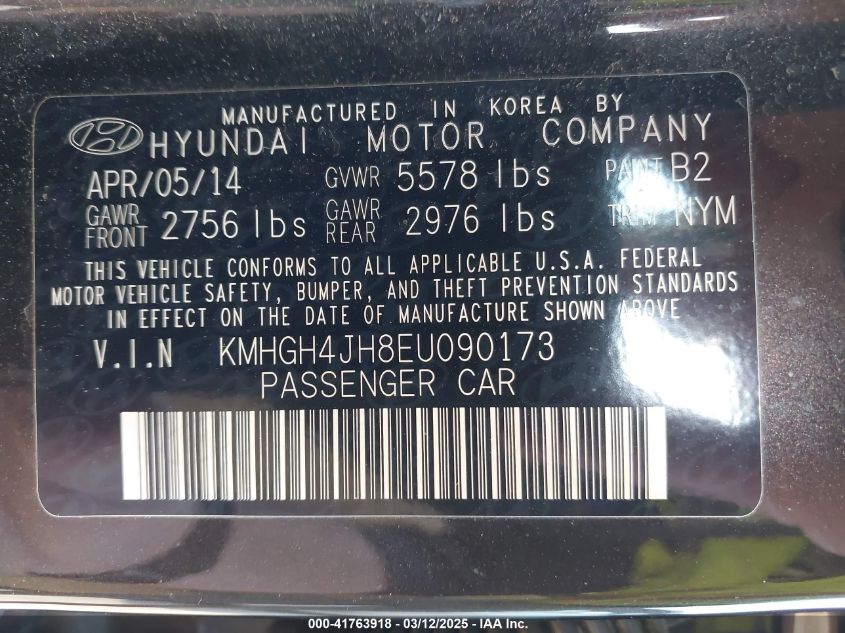 MANUFACTURED IN KOREA BY
HYUNDAI MOTOR COMPANY
APR/05/14 GVWR 5578 lbs PAINT B2
GAWR FRONT 2756 lbs GAWR REAR 2976 lbs TRIM NYM
THIS VEHICLE CONFORMS TO ALL APPLICABLE U.S.A. FEDERAL
MOTOR VEHICLE SAFETY, BUMPER, AND THEFT PREVENTION STANDARDS
IN EFFECT ON THE DATE OF MANUFACTURE SHOWN ABOVE
V.I.N KMHGH4JH8EU090173
PASSENGER CAR
000-41763918 - 03/12/2025 - IAA Inc.